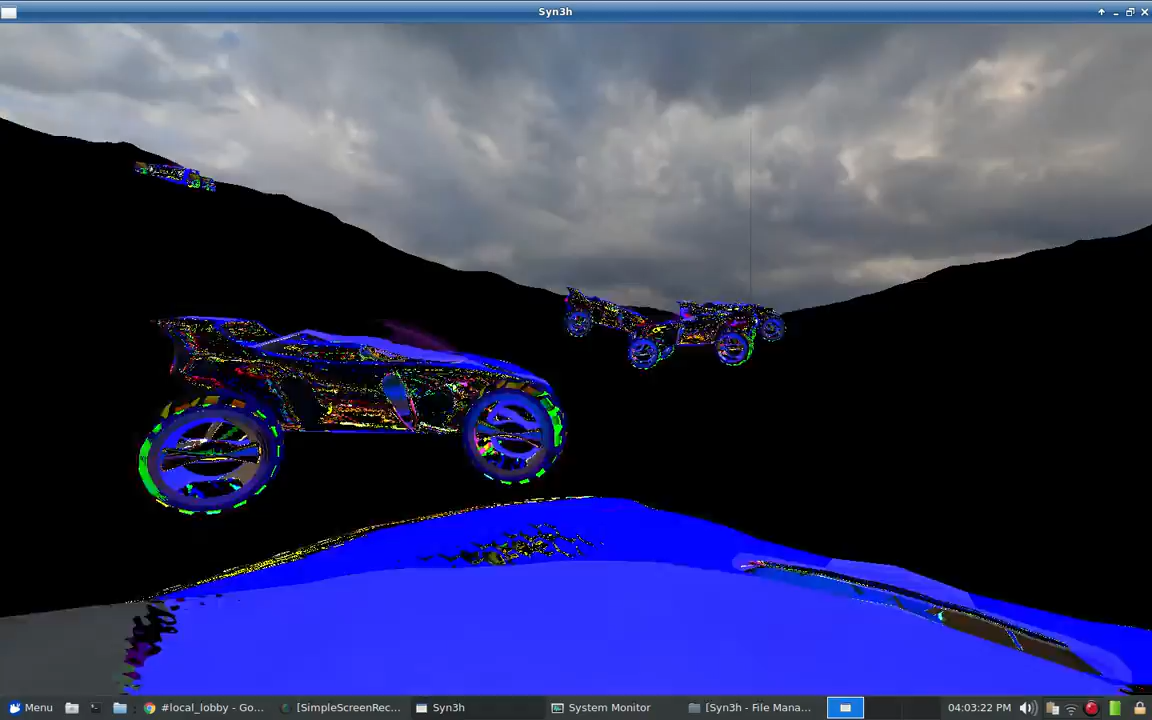 Syn3h
Menu
#local_lobby - Go...
[SimpleScreenRec...
Syn3h
System Monitor
[Syn3h - File Mana...
04:03:22 PM